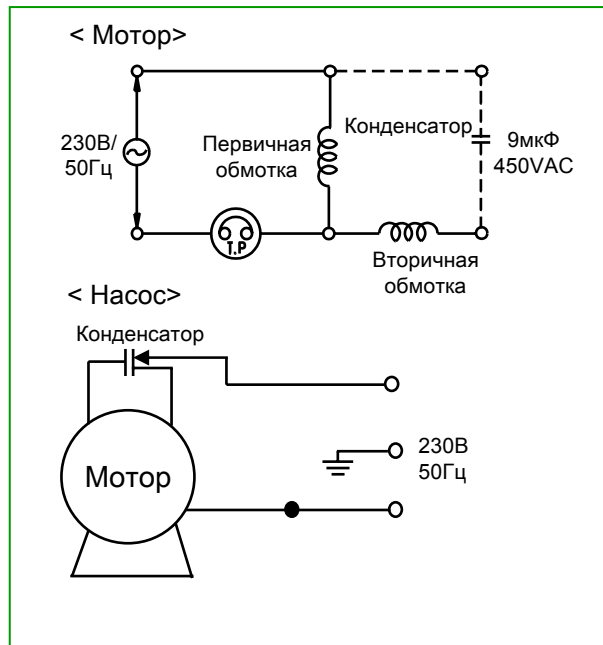 < Мотор>
230В/
50Гц
Первичная
обмотка
Конденсатор
9мкФ
450VAC
T.P
Вторичная
обмотка
< Насос>
Конденсатор
Мотор
230В
50Гц